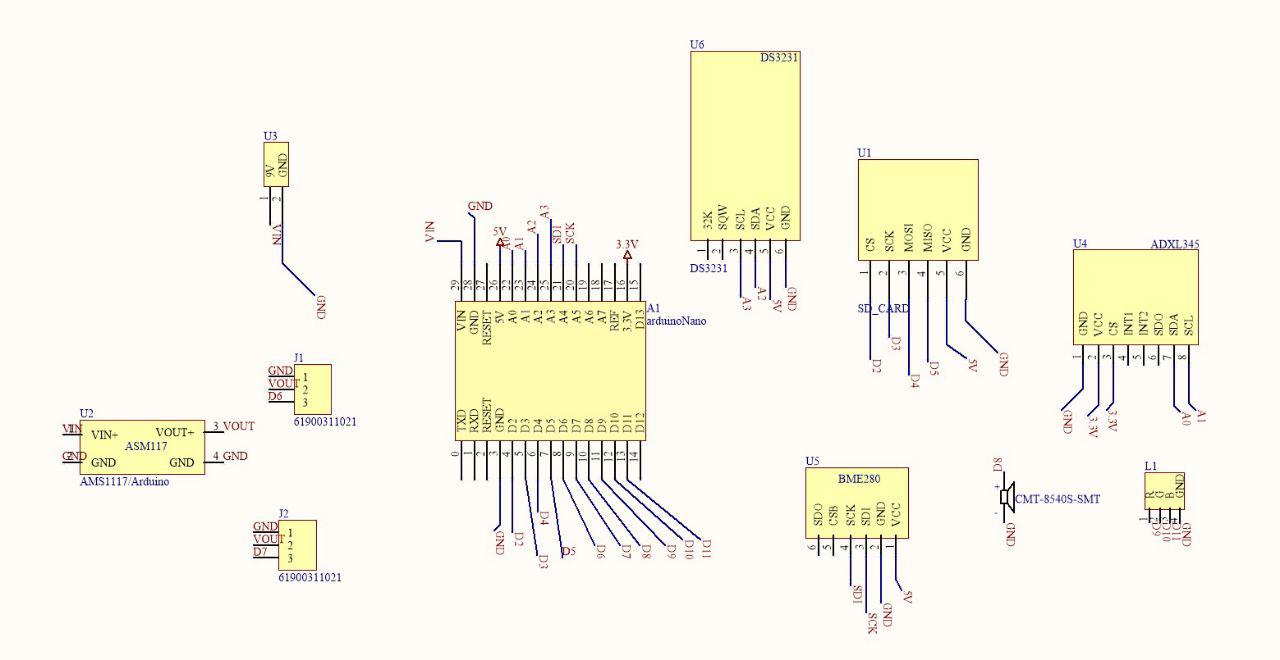 U6
DS3231
32K
SQW
SCL
SDA
VCC
GND
1
2
3
4
5
6
DS3231
A3
A2
5V
GND
U3
9V
GND
1
2
VIN
GND
U1
CS
SCK
MOSI
MISO
VCC
GND
1
2
3
4
5
6
SD_CARD
D2
D3
D4
D5
5V
GND
VIN
GND
5V
A0
A1
A2
A3
SDI
SCK
3.3V
29
28
27
26
22
23
24
25
21
20
19
18
17
16
15
VIN
GND
RESET
5V
A0
A1
A2
A3
A4
A5
A6
A7
REF
3.3V
D13
A1
arduinoNano
TXD
RXD
RESET
GND
D2
D3
D4
D5
D6
D7
D8
D9
D10
D11
D12
0
1
2
3
4
5
6
7
8
9
10
11
12
13
14
GND
D2
D3
D4
D5
D6
D7
D8
D9
D10
D11
U4
ADXL345
GND
VCC
CS
INT1
INT2
SDO
SDA
SCL
1
2
3
4
5
6
7
8
GND
3.3V
3.3V
A0
A1
J1
GND
VOUT
D6
1
2
3
61900311021
U2
VIN
GND
VIN+
GND
ASM117
VOUT+
GND
3
VOUT
4
GND
AMS1117/Arduino
J2
GND
VOUT
D7
1
2
3
61900311021
U5
BME280
SDO
CSB
SCK
SDI
GND
VCC
6
5
4
3
2
1
SDI
SCK
GND
5V
D8
+
-
CMT-8540S-SMT
GND
L1
R
G
B
GND
1
D9
D10
D11
GND